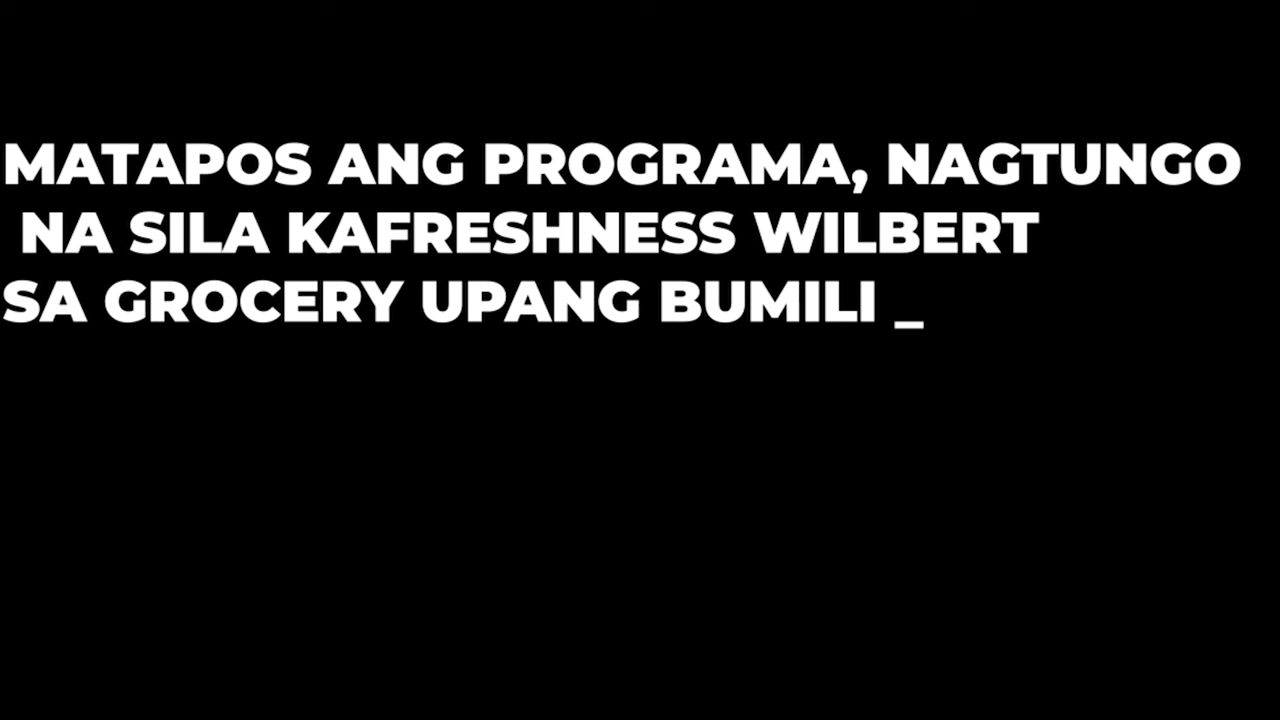 MATAPOS ANG PROGRAMA, NAGTUNGO
NA SILA KAFRESHNESS WILBERT
SA GROCERY UPANG BUMILI _